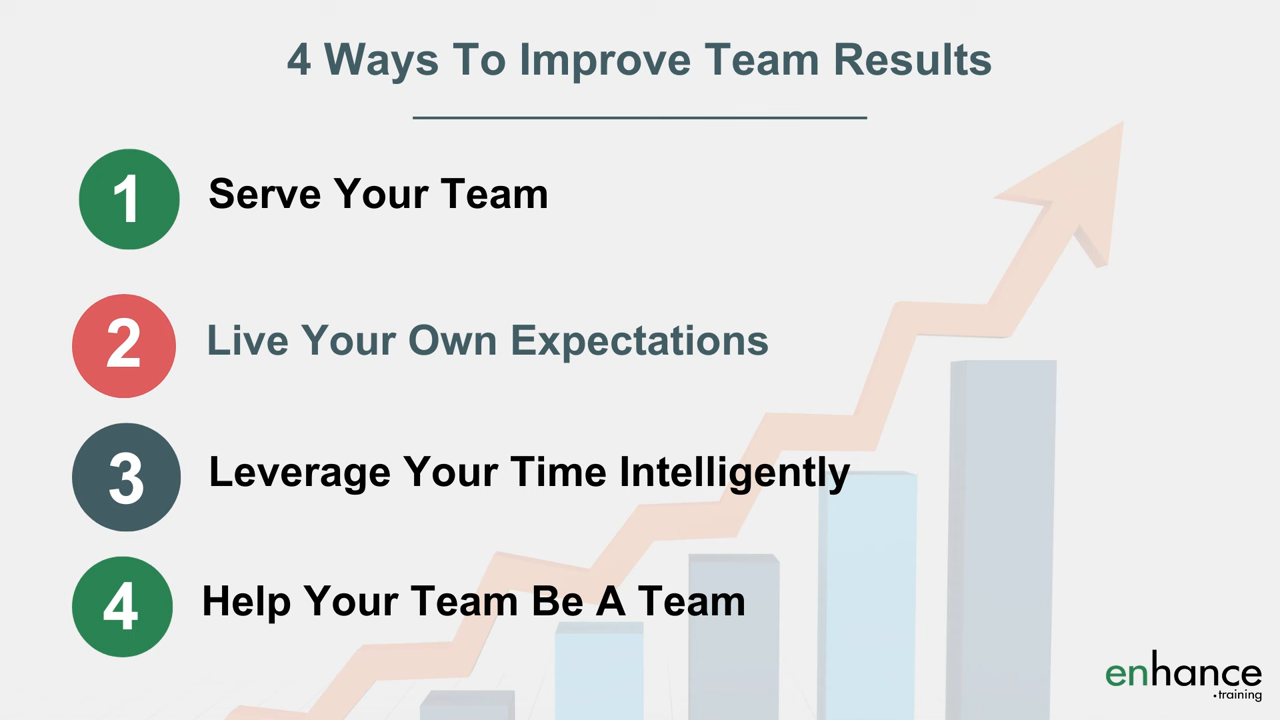 4 Ways To Improve Team Results
1
Serve Your Team
2
Live Your Own Expectations
3
Leverage Your Time Intelligently
4
Help Your Team Be A Team
enhance
.training